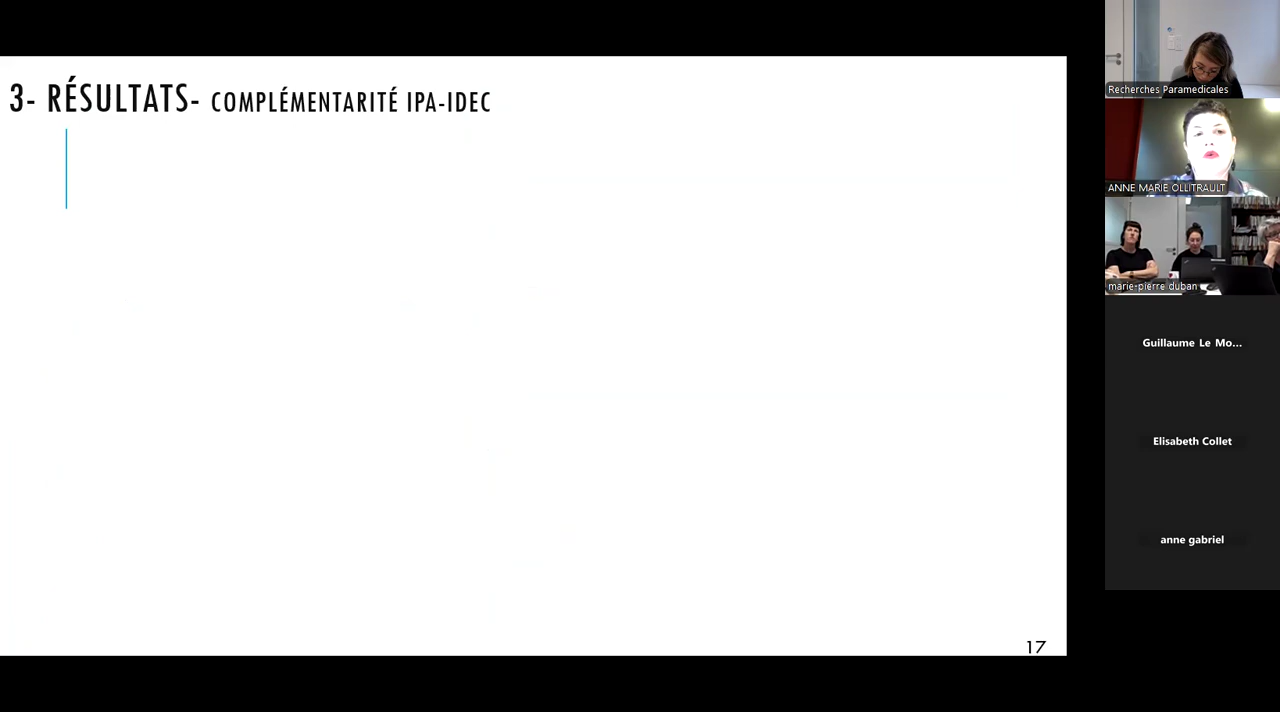 3- RÉSULTATS- COMPLÉMENTARITÉ IPA-IDEC
17
Recherches Paramedicales
ANNE MARIE OLLITRAULT
marie-pierre duban
Guillaume Le Mo...
Elisabeth Collet
anne gabriel